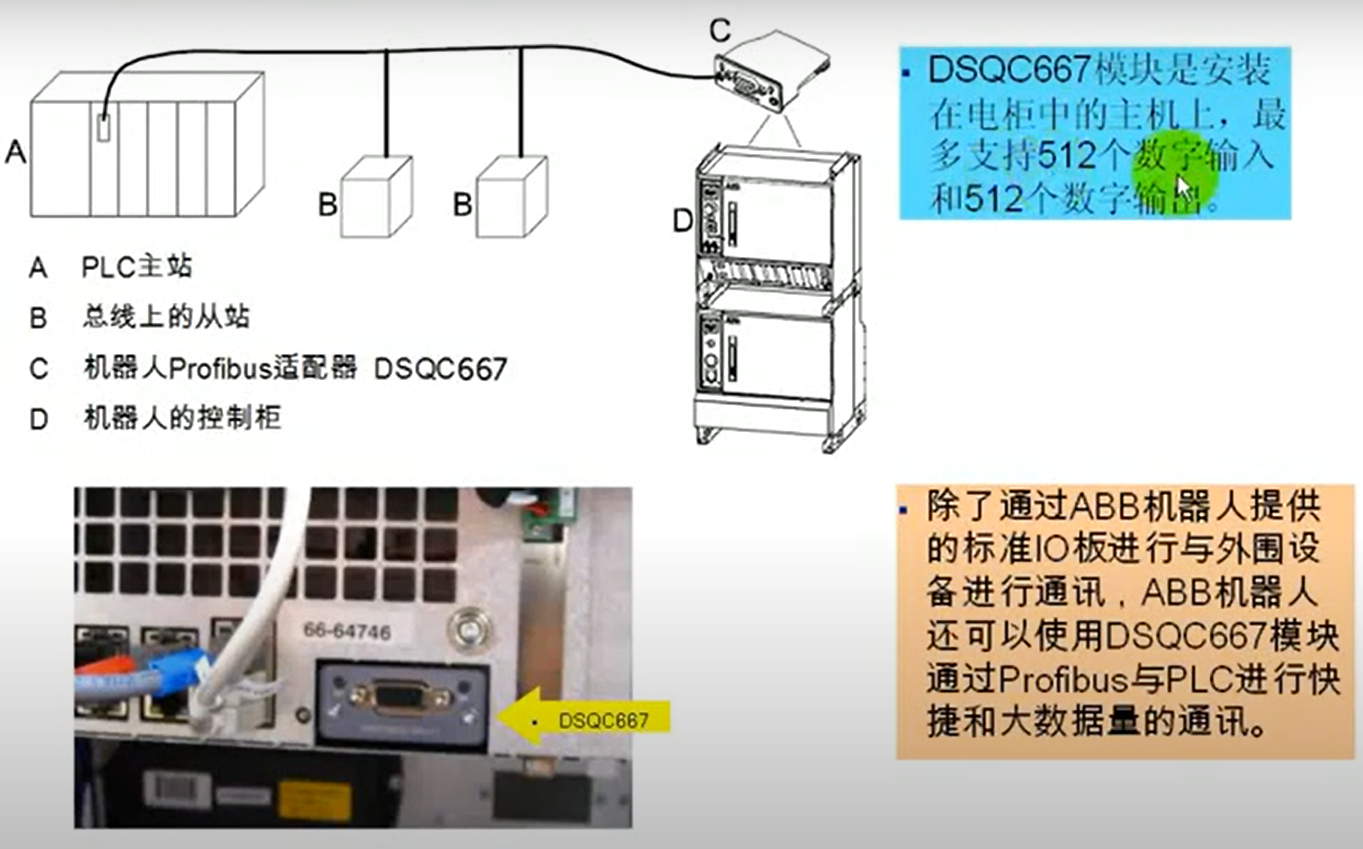 C
A
B
B
D
A PLC主站
B 总线上的从站
C 机器人Profibus适配器 DSQC667
D 机器人的控制柜
DSQC667模块是安装
在电柜中的主机上，最
多支持512个数字输入
和512个数字输出。
66-64746
DSQC667
除了通过ABB机器人提供
的标准IO板进行与外围设
备进行通讯，ABB机器人
还可以使用DSQC667模块
通过Profibus与PLC进行快
捷和大数据量的通讯。